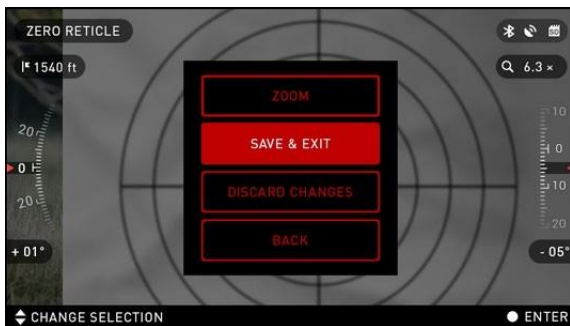 ZERO RETICLE
SD
1540 ft
6.3 ×
ZOOM
SAVE & EXIT
DISCARD CHANGES
BACK
20
0
20
10
0
10
20
+ 01°
- 05°
CHANGE SELECTION
ENTER